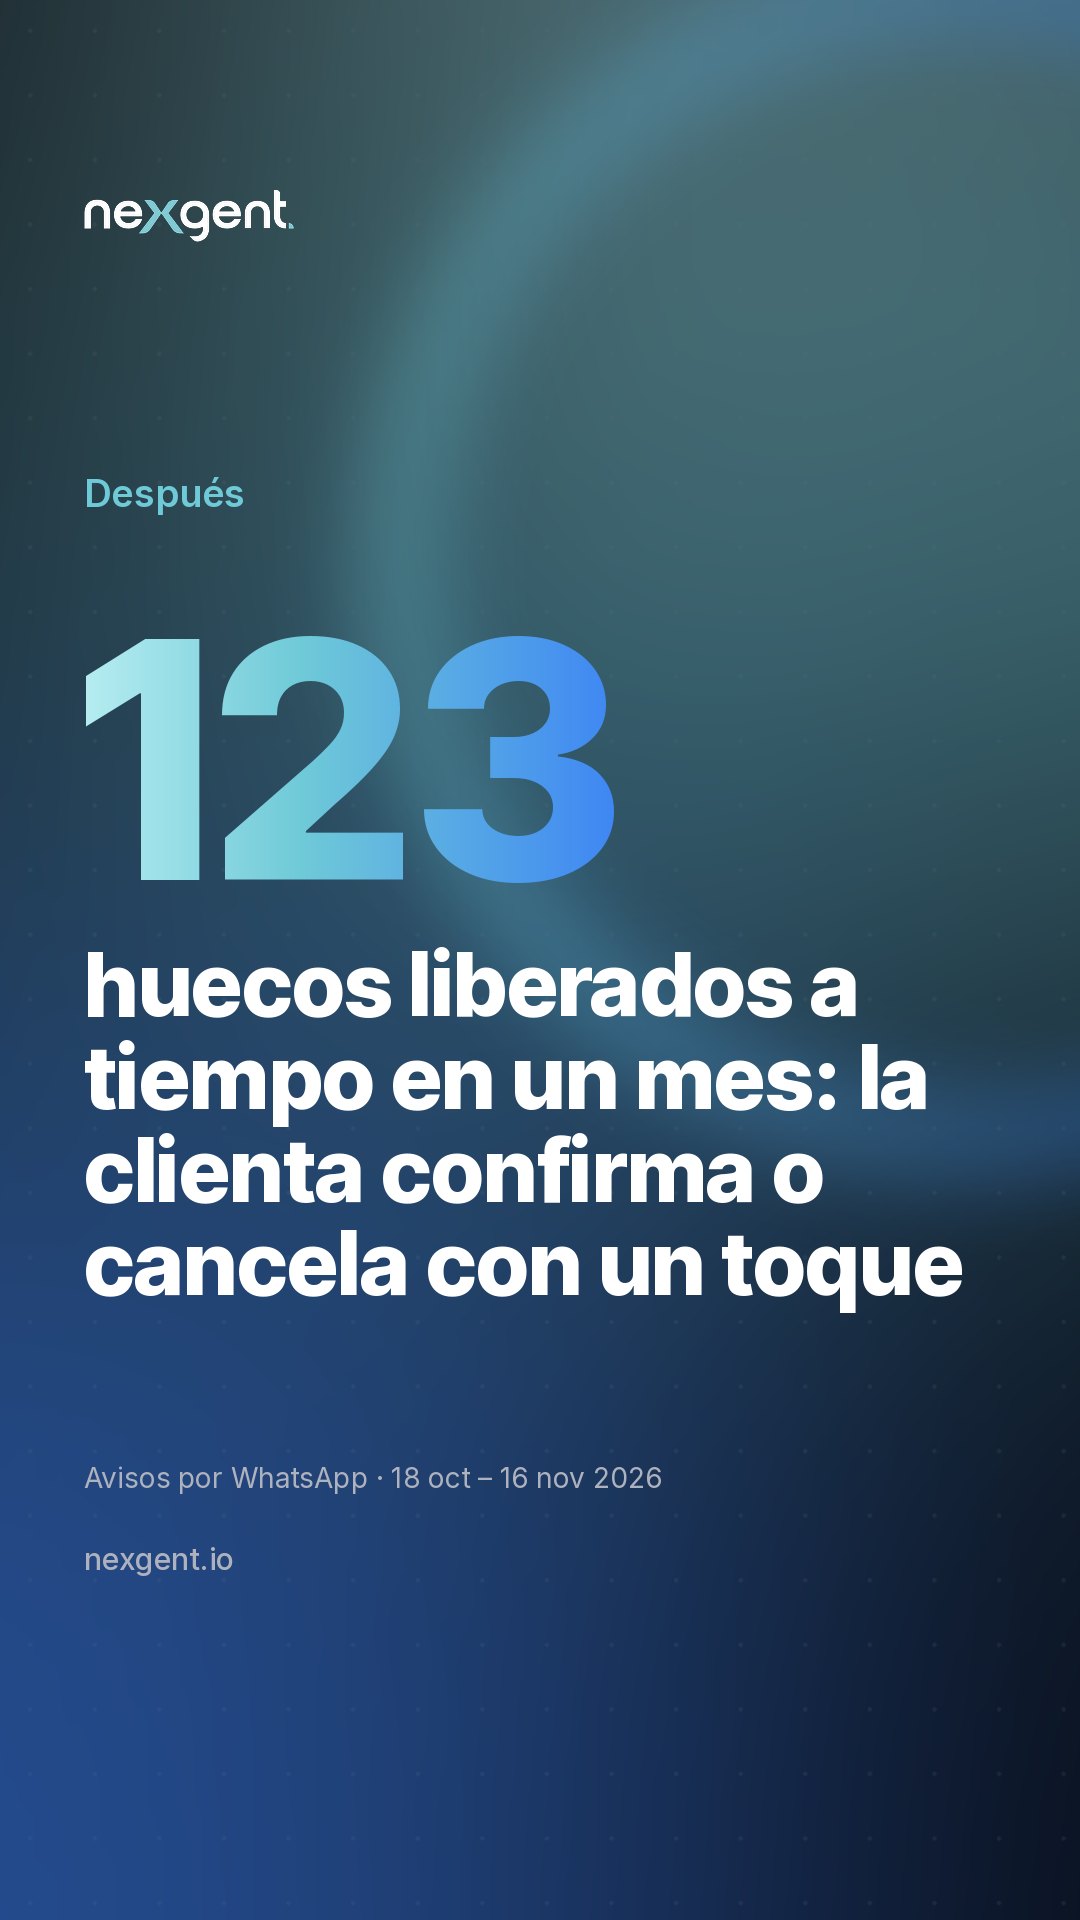 nexgent.
Después
123
huecos liberados a
tiempo en un mes: la
clienta confirma o
cancela con un toque
Avisos por WhatsApp · 18 oct – 16 nov 2026
nexgent.io